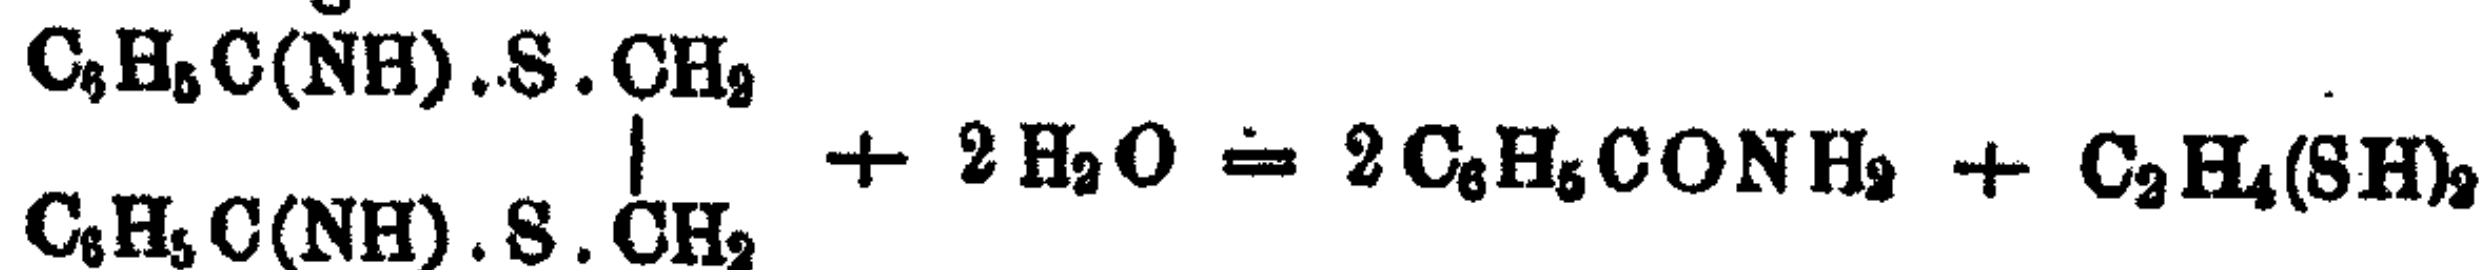 C₆H₅C(NH).S.CH₂
| + 2H₂O = 2C₆H₅CONH₂ + C₂H₄(SH)₂
C₆H₅C(NH).S.CH₂